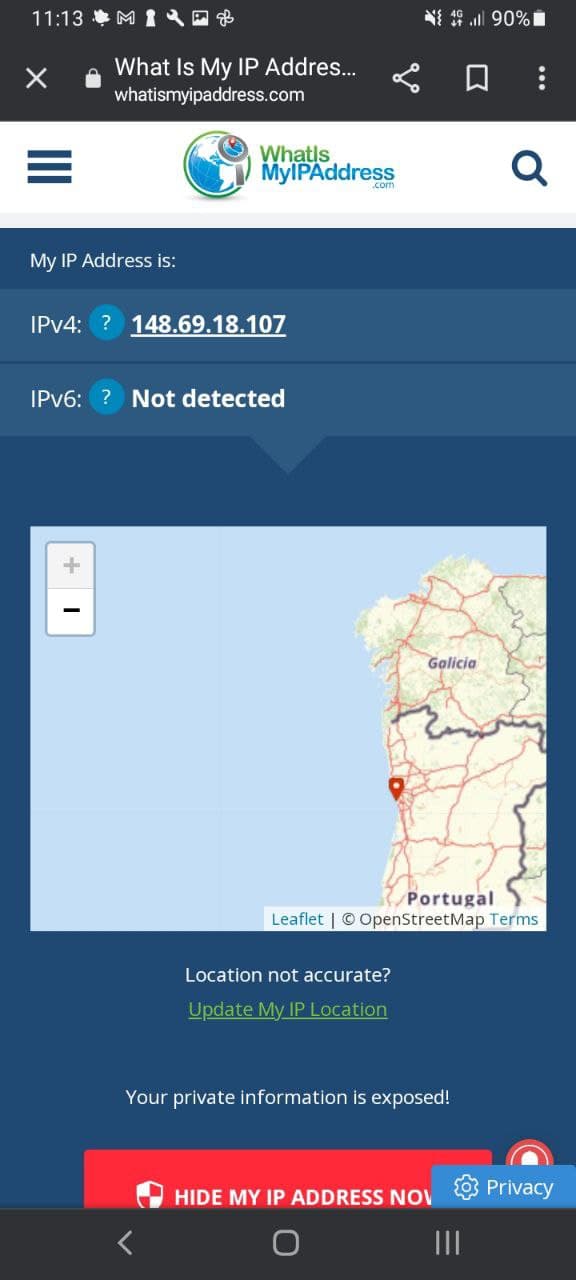 11:13 4G 90%
What Is My IP Addres...
whatismyipaddress.com
WhatIs
MyIPAddress
.com
My IP Address is:
IPv4: ? 148.69.18.107
IPv6: ? Not detected
+
−
Galicia
Portugal
Leaflet | © OpenStreetMap Terms
Location not accurate?
Update My IP Location
Your private information is exposed!
HIDE MY IP ADDRESS NO
Privacy